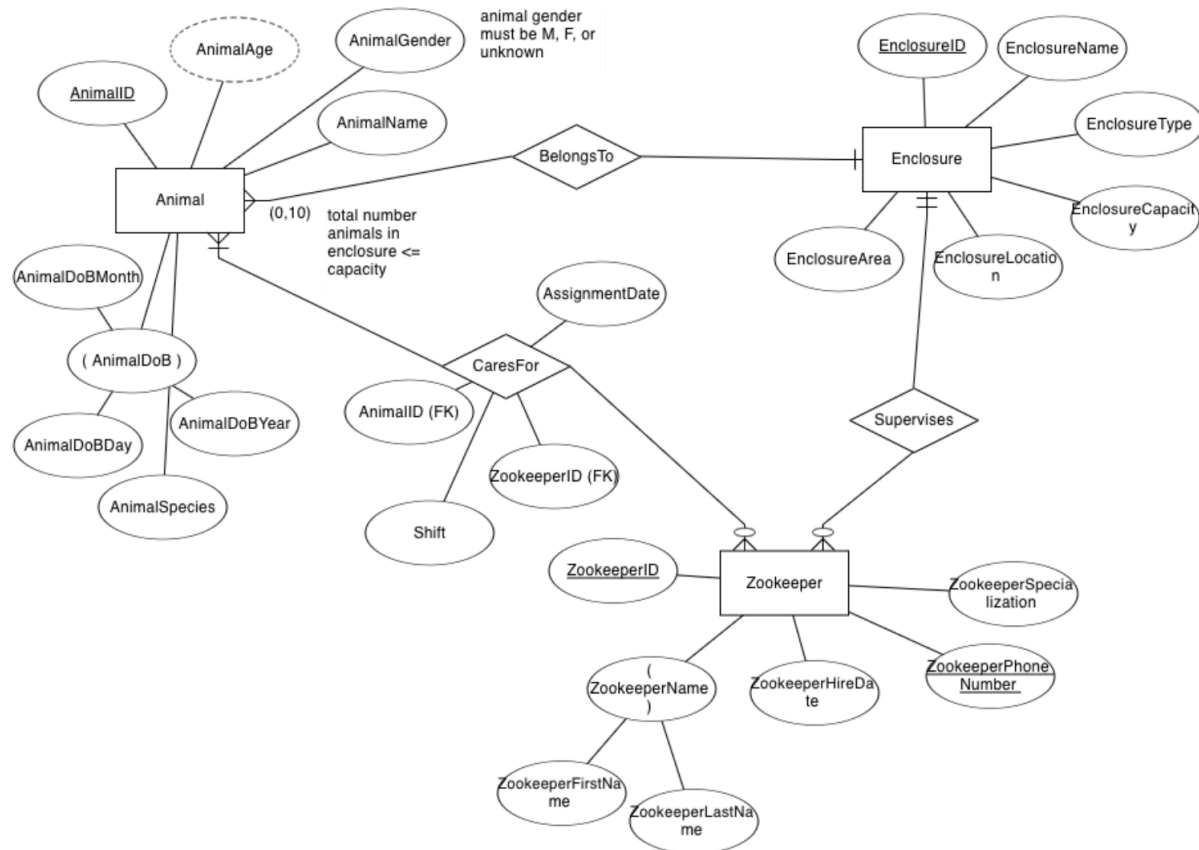 AnimalAge
AnimalGender
animal gender
must be M, F, or
unknown
EnclosureID
EnclosureName
AnimalID
AnimalName
EnclosureType
BelongsTo
Enclosure
Animal
(0,10)
total number
animals in
enclosure <=
capacity
EnclosureCapacit
y
EnclosureArea
EnclosureLocatio
n
AnimalDoBMonth
AssignmentDate
( AnimalDoB )
CaresFor
AnimalID (FK)
AnimalDoBYear
Supervises
AnimalDoBDay
ZookeeperID (FK)
AnimalSpecies
Shift
ZookeeperID
Zookeeper
ZookeeperSpecia
lization
(
ZookeeperName
)
ZookeeperHireDa
te
ZookeeperPhone
Number
ZookeeperFirstNa
me
ZookeeperLastNa
me